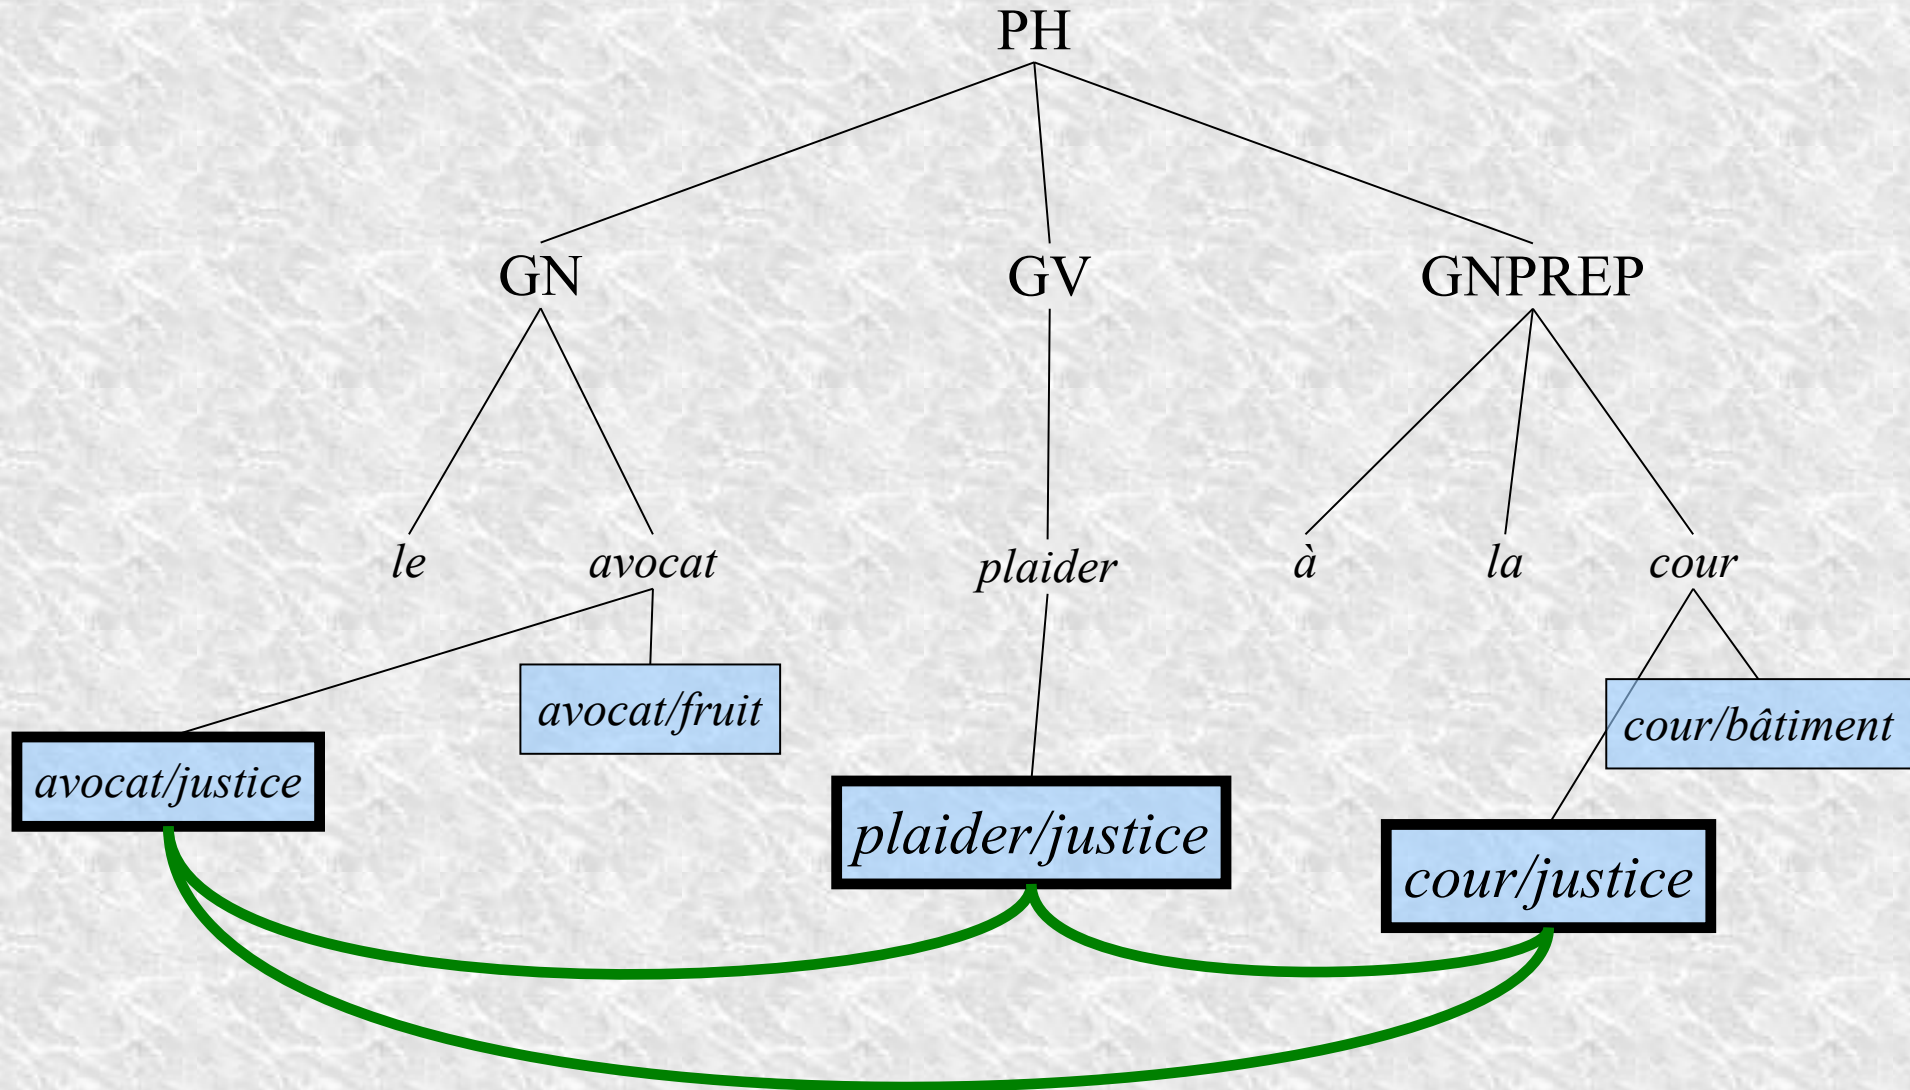 PH
GN
GV
GNPREP
le
avocat
plaider
à
la
cour
avocat/fruit
cour/bâtiment
avocat/justice
plaider/justice
cour/justice